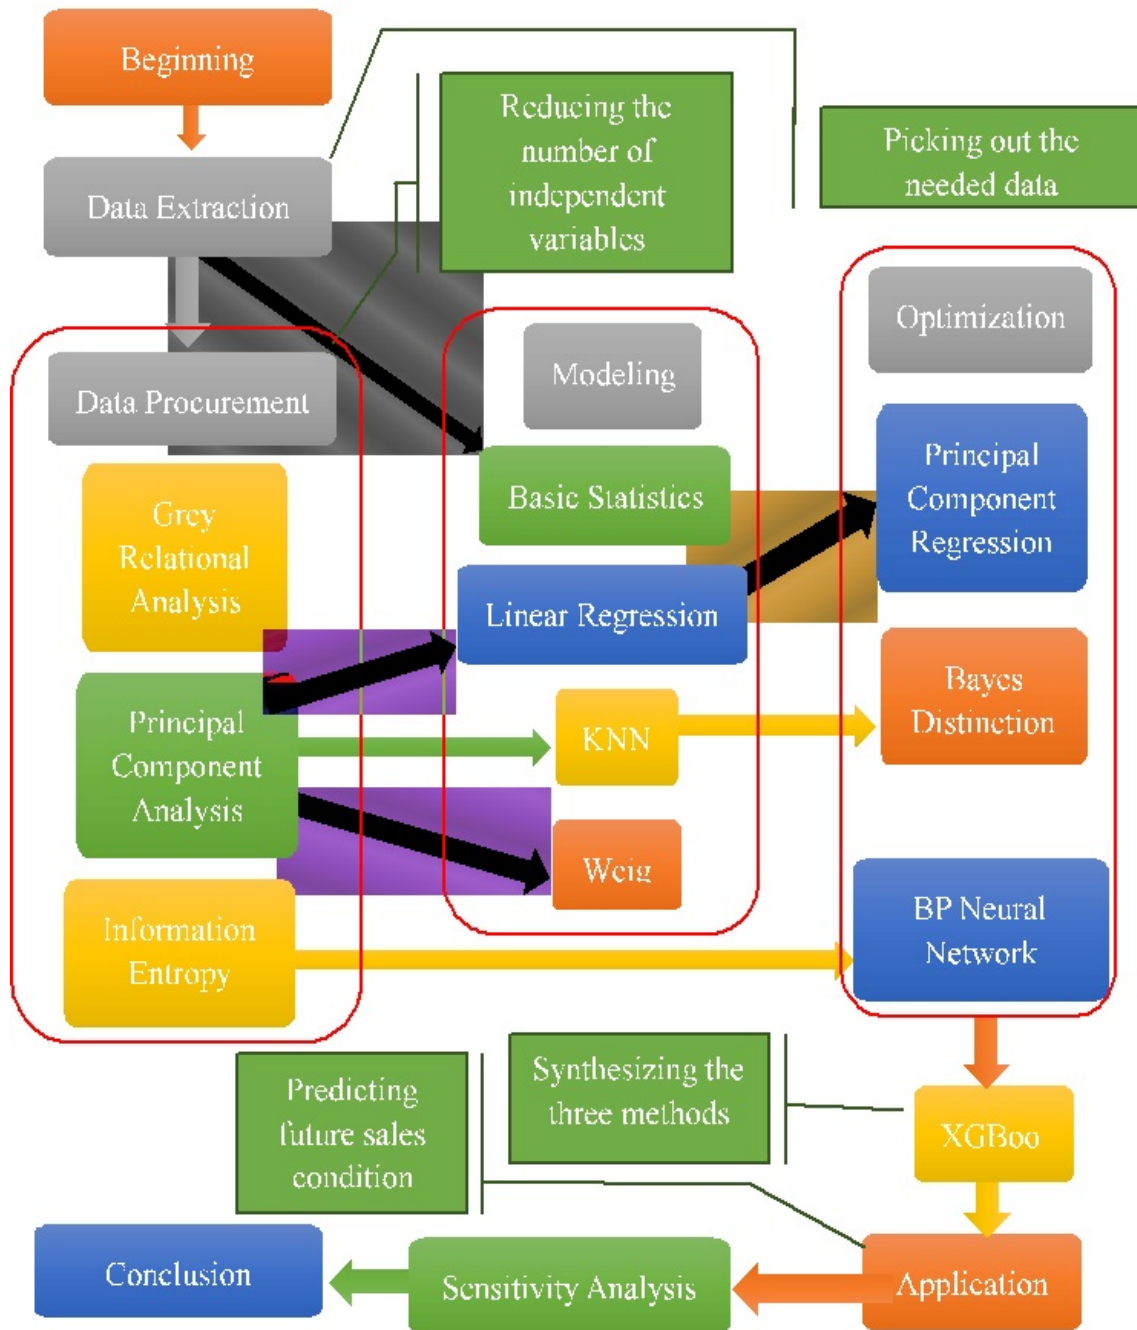 Beginning
Reducing the
number of
independent
variables
Picking out the
needed data
Data Extraction
Optimization
Modeling
Data Procurement
Basic Statistics
Principal
Component
Regression
Grey
Relational
Analysis
Linear Regression
Bayes
Distinction
Principal
Component
Analysis
KNN
Weig
Information
Entropy
BP Neural
Network
Predicting
future sales
condition
Synthesizing the
three methods
XGBoo
Conclusion
Sensitivity Analysis
Application